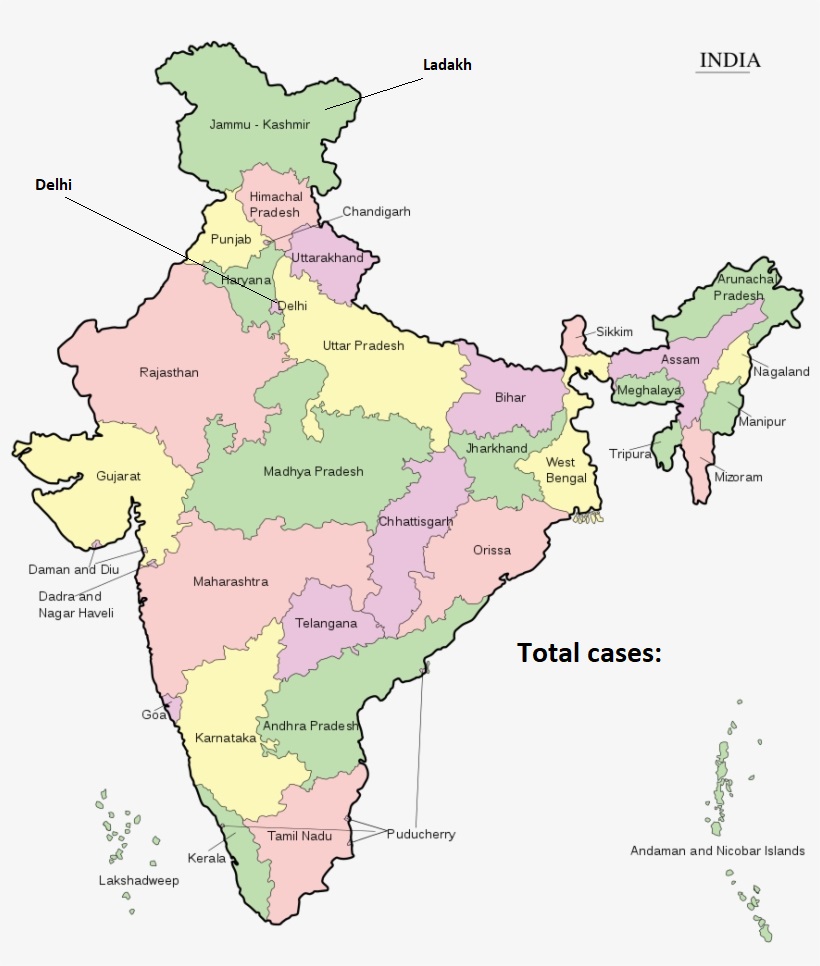 Ladakh
INDIA
Jammu - Kashmir
Delhi
Himachal
Pradesh
Chandigarh
Punjab
Uttarakhand
Haryana
Delhi
Arunachal
Pradesh
Sikkim
Uttar Pradesh
Assam
Rajasthan
Nagaland
Bihar
Meghalaya
Manipur
Jharkhand
Tripura
West
Bengal
Gujarat
Madhya Pradesh
Mizoram
Chhattisgarh
Orissa
Daman and Diu
Maharashtra
Dadra and
Nagar Haveli
Telangana
Total cases:
Goa
Andhra Pradesh
Karnataka
Puducherry
Tamil Nadu
Kerala
Andaman and Nicobar Islands
Lakshadweep